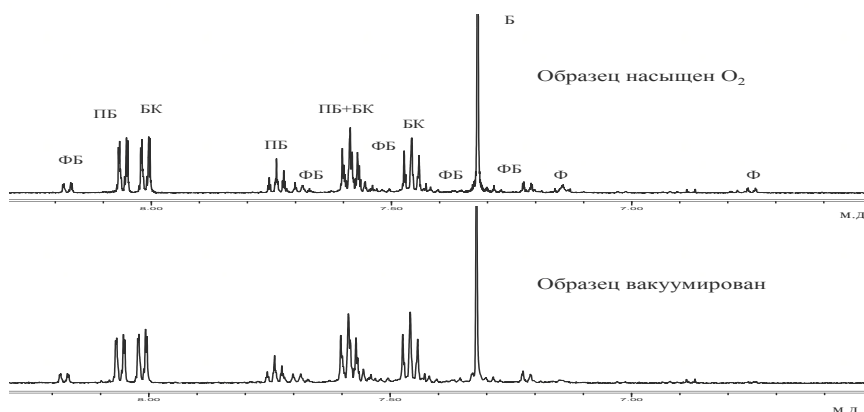 Б
Образец насыщен O₂
ПБ БК ПБ+БК БК
ФБ ПБ ФБ ФБ ФБ ФБ Ф Ф
8.00 7.50 7.00
м.д
Образец вакуумирован
8.00 7.50 7.00
м.д